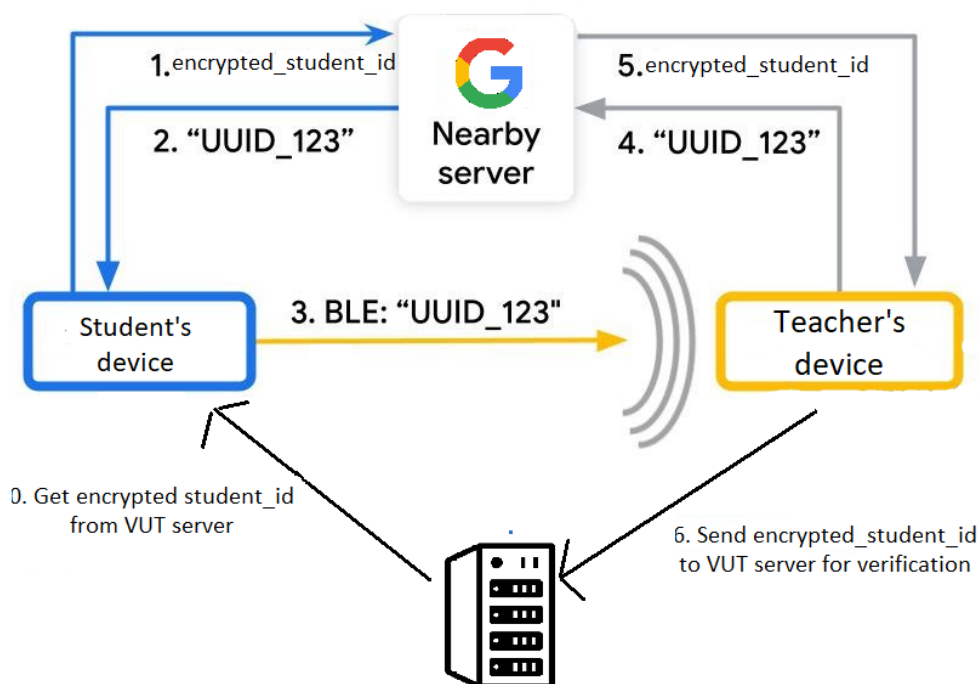 1.encrypted_student_id
5.encrypted_student_id
2. “UUID_123”
Nearby
server
4. “UUID_123”
3. BLE: “UUID_123"
Student's
device
Teacher's
device
0. Get encrypted student_id
from VUT server
6. Send encrypted_student_id
to VUT server for verification